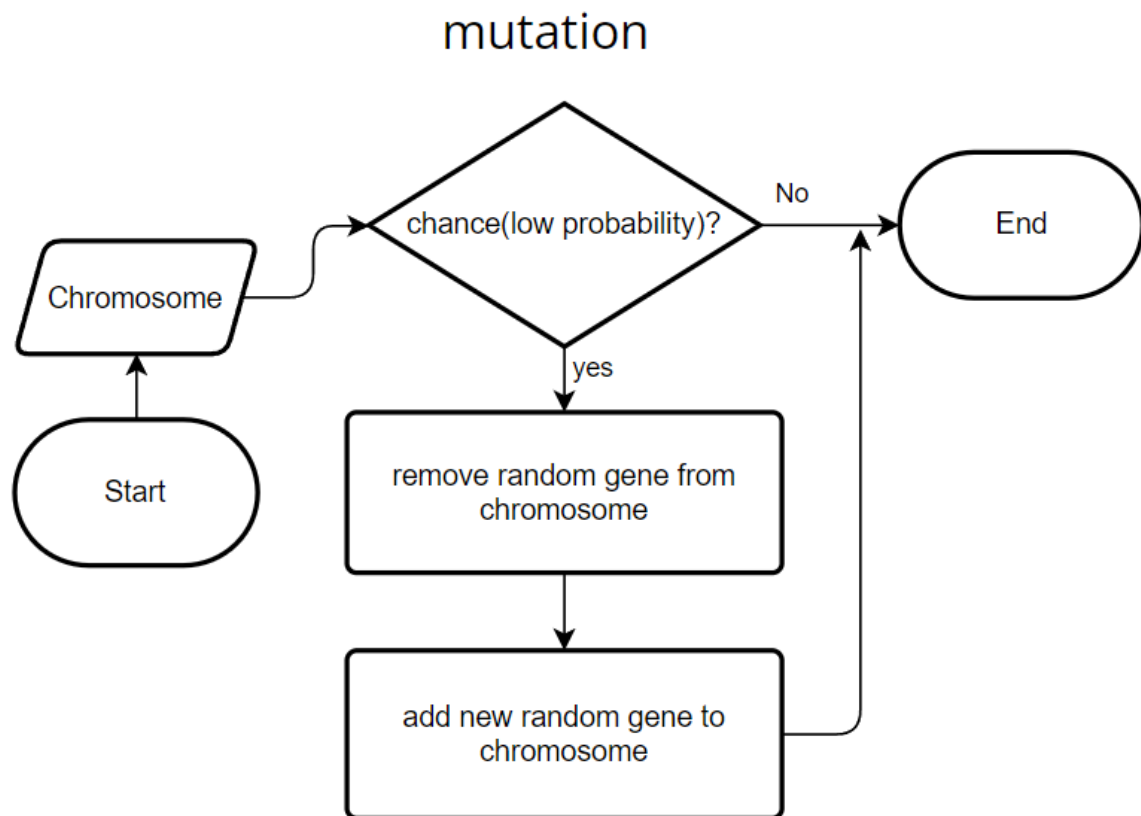 mutation
chance(low probability)?
No
End
Chromosome
yes
Start
remove random gene from
chromosome
add new random gene to
chromosome